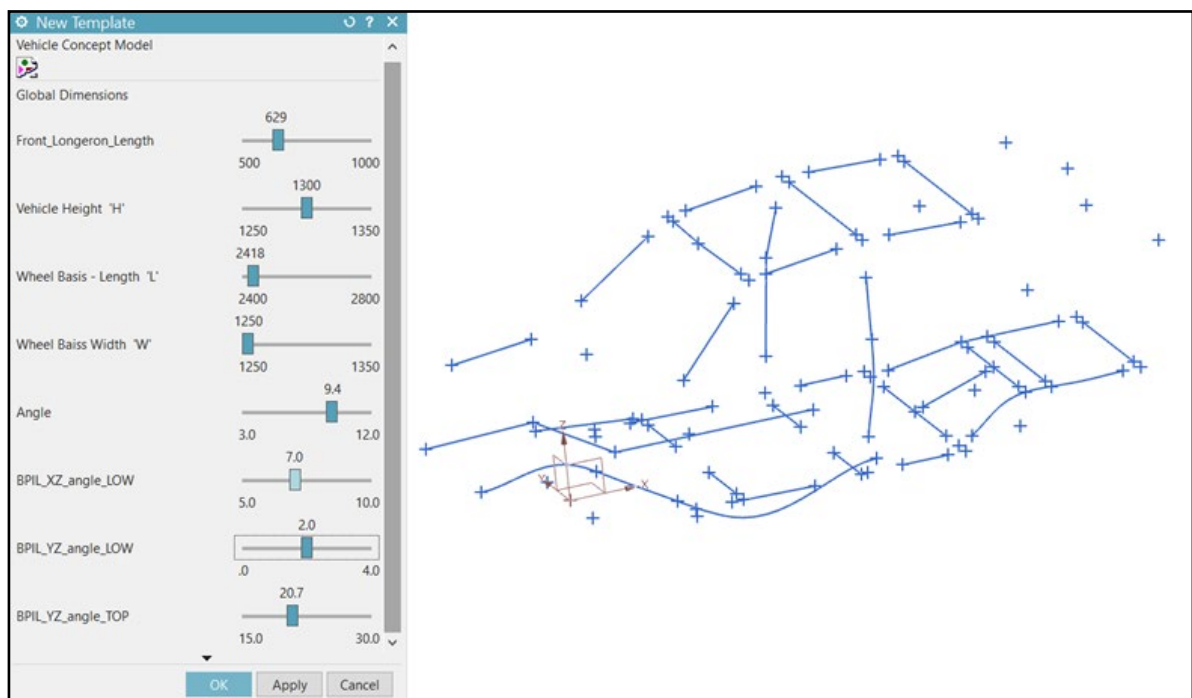 New Template
Vehicle Concept Model
Global Dimensions
629
Front_Longeron_Length
500 1000
1300
Vehicle Height 'H'
1250 1350
2418
Wheel Basis - Length 'L'
2400 2800
1250
Wheel Baiss Width 'W'
1250 1350
9.4
Angle
3.0 12.0
7.0
BPIL_XZ_angle_LOW
5.0 10.0
2.0
BPIL_YZ_angle_LOW
.0 4.0
20.7
BPIL_YZ_angle_TOP
15.0 30.0
OK Apply Cancel
Z
Y
X